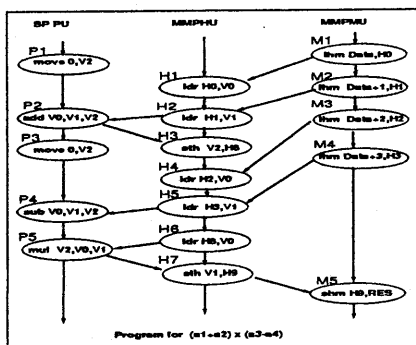 SP PU MMPHU MMPMU
M1
lhm Data,H0
P1
move 0,V2
H1
ldr H0,V0
M2
lhm Data+1,H1
P2
add V0,V1,V2
H2
ldr H1,V1
M3
lhm Data+2,H2
P3
move 0,V2
H3
sth V2,H8
M4
lhm Data+3,H3
H4
ldr H2,V0
P4
sub V0,V1,V2
H5
ldr H3,V1
P5
mul V2,V0,V1
H6
ldr H8,V0
H7
sth V1,H9
M5
shm H9,RES
Program for (a1+a2) x (a3-a4)